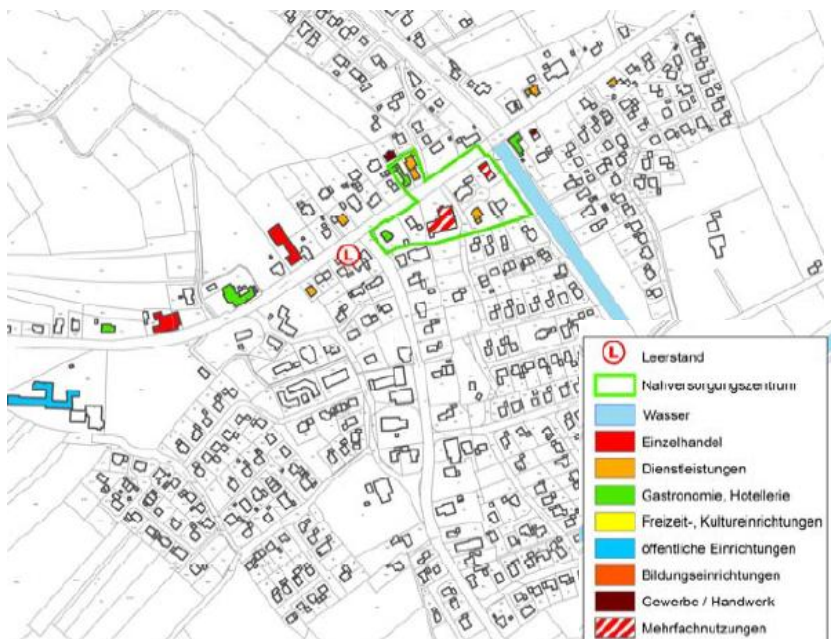 L
L
Leerstand
Nahversorgungszentrum
Wasser
Einzelhandel
Dienstleistungen
Gastronomie, Hotellerie
Freizeit-, Kultureinrichtungen
öffentliche Einrichtungen
Bildungseinrichtungen
Gewerbe / Handwerk
Mehrfachnutzungen